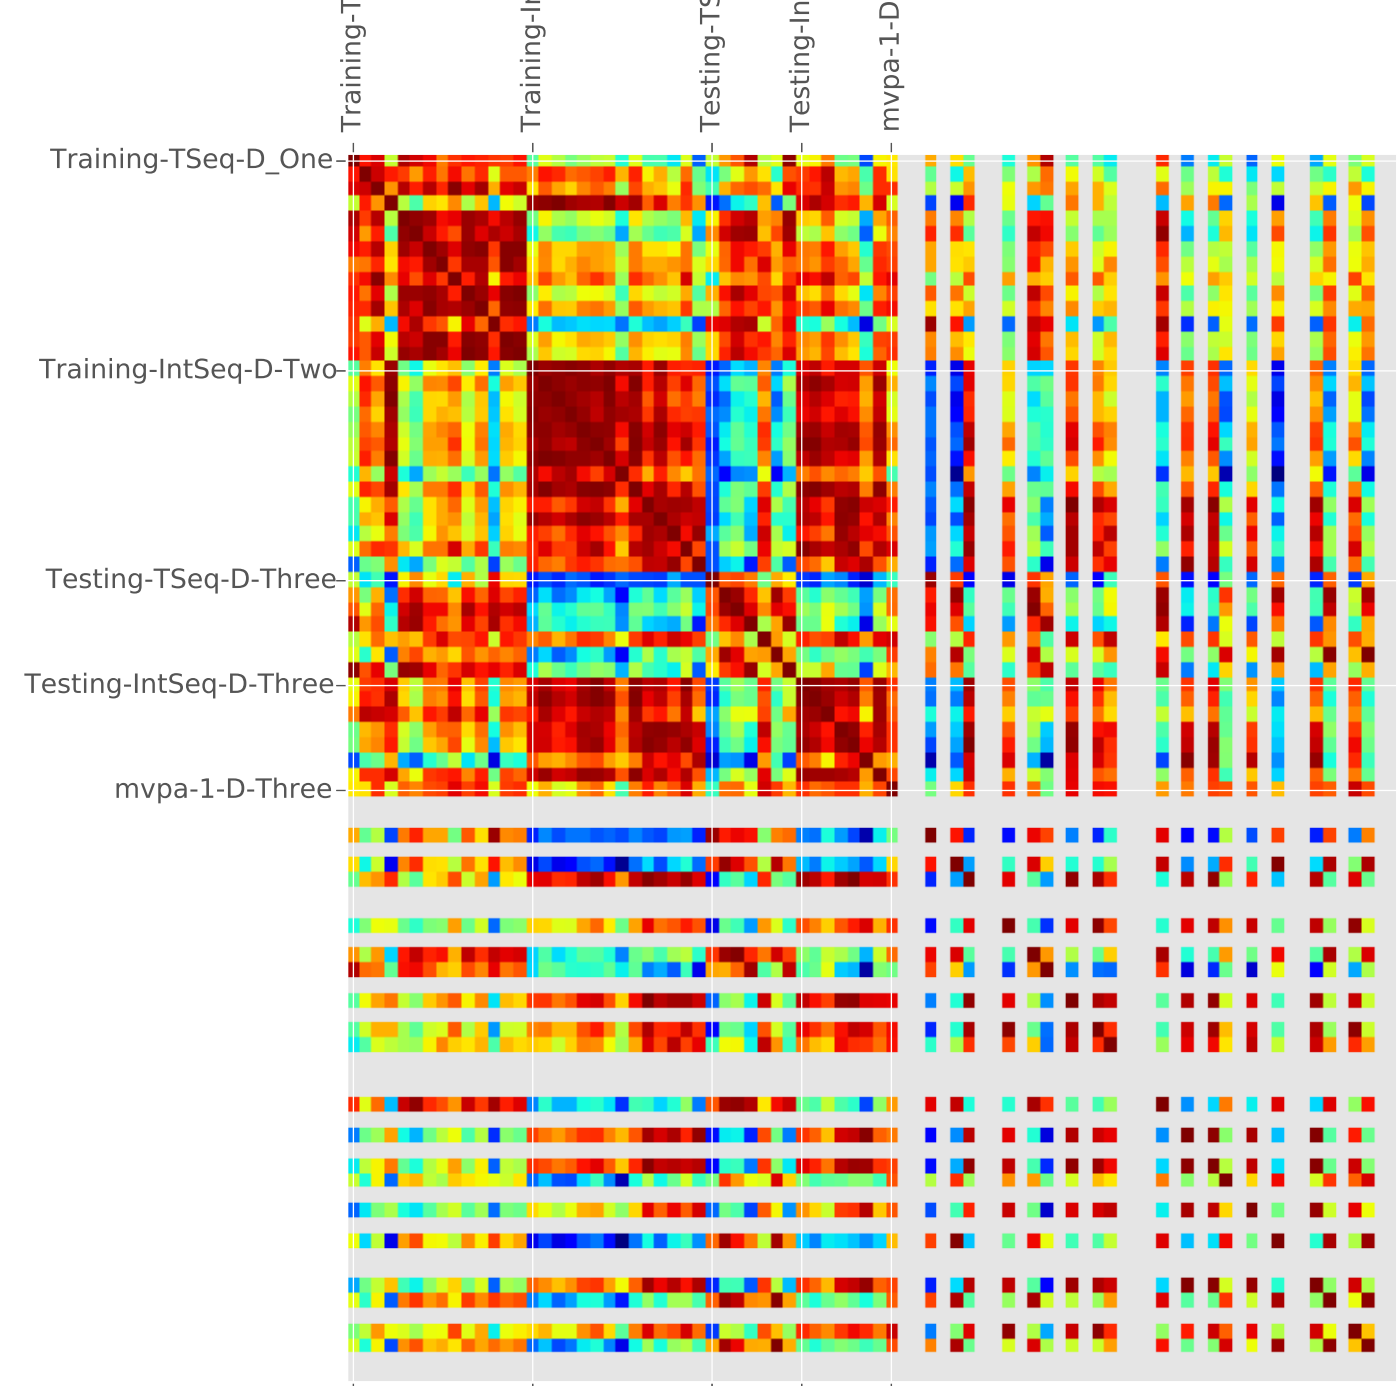 Training-T
Training-I
Testing-TS
Testing-In
mvpa-1-D
Training-TSeq-D_One
Training-IntSeq-D-Two
Testing-TSeq-D-Three
Testing-IntSeq-D-Three
mvpa-1-D-Three